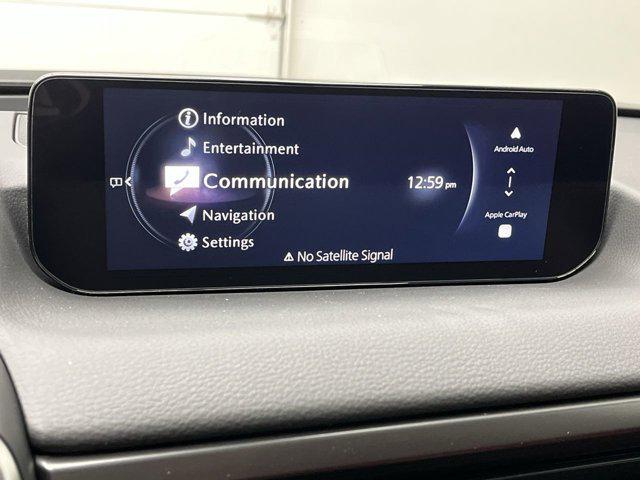 Information
Entertainment
Communication
Navigation
Settings
12:59 pm
No Satellite Signal
Android Auto
Apple CarPlay